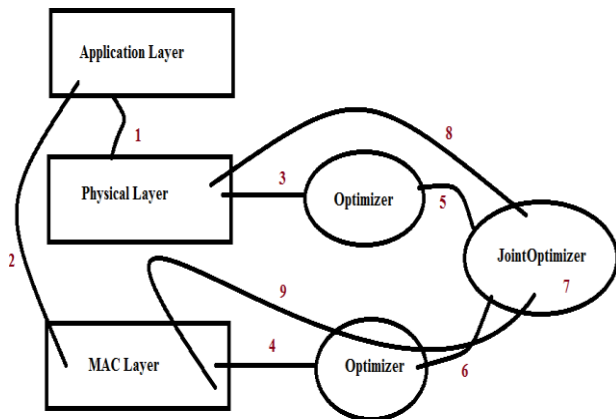 Application Layer
1
8
Physical Layer
3
Optimizer
5
JointOptimizer
2
9
7
MAC Layer
4
Optimizer
6